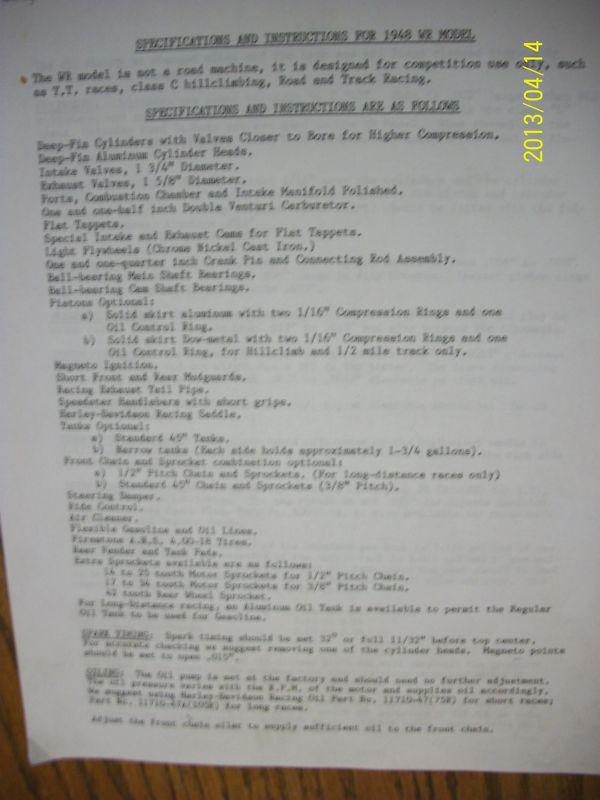 SPECIFICATIONS AND INSTRUCTIONS FOR 1948 WR MODEL
The WR model is not a road machine, it is designed for competition use only, such
as T.T. races, class C hillclimbing, Road and Track Racing.
SPECIFICATIONS AND INSTRUCTIONS ARE AS FOLLOWS
Deep-Fin Cylinders with Valves Closer to Bore for Higher Compression.
Deep-Fin Aluminum Cylinder Heads.
Intake Valves, 1 3/4" Diameter.
Exhaust Valves, 1 5/8" Diameter.
Ports, Combustion Chamber and Intake Manifold Polished.
One and one-half inch Double Venturi Carburetor.
Flat Tappets.
Special Intake and Exhaust Cams for Flat Tappets.
Light Flywheels (Chrome Nickel Cast Iron.)
One and one-quarter inch Crank Pin and Connecting Rod Assembly.
Ball-bearing Main Shaft Bearings.
Ball-bearing Cam Shaft Bearings.
Pistons Optional:
a) Solid skirt aluminum with two 1/16" Compression Rings and one
Oil Control Ring.
b) Solid skirt Dow-metal with two 1/16" Compression Rings and one
Oil Control Ring, for Hillclimb and 1/2 mile track only.
Magneto Ignition.
Short Front and Rear Mudguards.
Racing Exhaust Tail Pipe.
Speedster Handlebars with short grips.
Harley-Davidson Racing Saddle.
Tanks Optional:
a) Standard 45" Tanks.
b) Narrow tanks (Each side holds approximately 1-3/4 gallons).
Front Chain and Sprocket combination optional:
a) 1/2" Pitch Chain and Sprockets. (For long-distance races only)
b) Standard 45" Chain and Sprockets (3/8" Pitch).
Steering Damper.
Ride Control.
Air Cleaner.
Flexible Gasoline and Oil Lines.
Firestone A.N.S. 4.00-18 Tires.
Rear Fender and Tank Pads.
Extra Sprockets available are as follows:
14 to 25 tooth Motor Sprockets for 1/2" Pitch Chain.
17 to 34 tooth Motor Sprockets for 3/8" Pitch Chain.
42 tooth Rear Wheel Sprocket.
For Long-Distance racing, an Aluminum Oil Tank is available to permit the Regular
Oil Tank to be used for Gasoline.
SPARK TIMING: Spark timing should be set 32° or full 11/32" before top center.
For accurate checking we suggest removing one of the cylinder heads. Magneto points
should be set to open .015".
OILING: The Oil pump is set at the factory and should need no further adjustment.
The oil pressure varies with the R.P.M. of the motor and supplies oil accordingly.
We suggest using Harley-Davidson Racing Oil Part No. 11710-47(75R) for short races;
Part No. 11710-47A(105R) for long races.
Adjust the front chain oiler to supply sufficient oil to the front chain.
2013/04/14